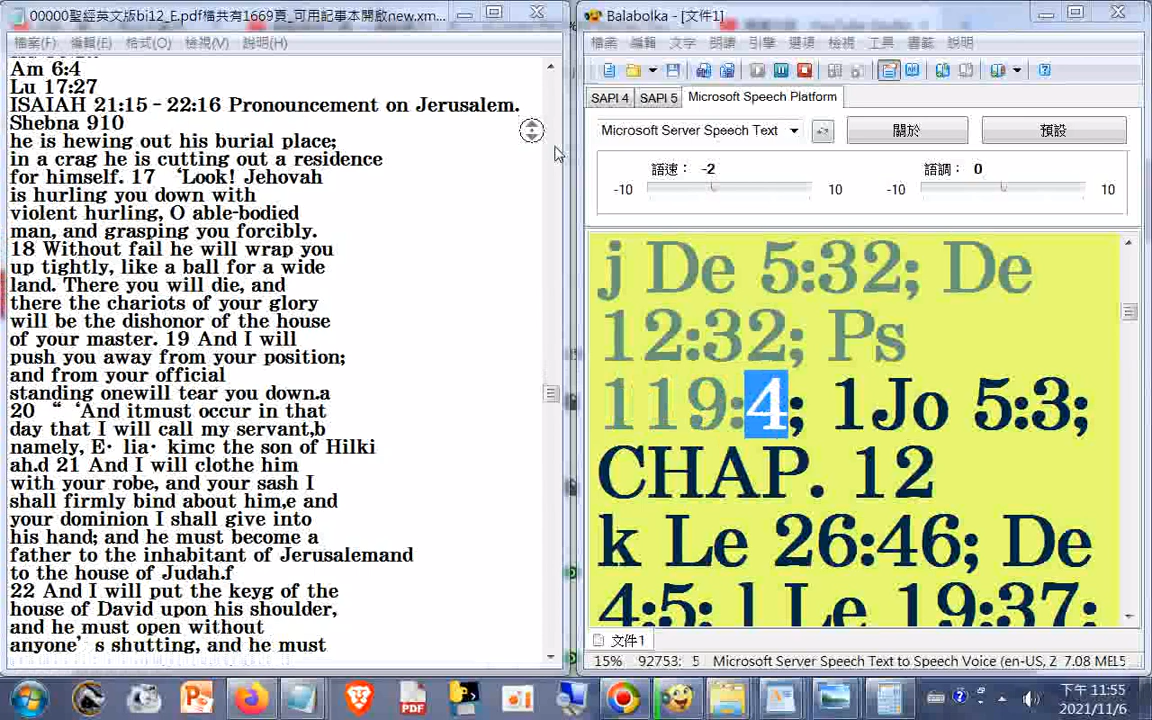 00000聖經英文版bi12_E.pdf檔共有1669頁_可用記事本開啟new.xm...
檔案(F) 編輯(E) 格式(O) 檢視(V) 說明(H)
Am 6:4
Lu 17:27
ISAIAH 21:15 - 22:16 Pronouncement on Jerusalem.
Shebna 910
he is hewing out his burial place;
in a crag he is cutting out a residence
for himself. 17 ‘Look! Jehovah
is hurling you down with
violent hurling, O able-bodied
man, and grasping you forcibly.
18 Without fail he will wrap you
up tightly, like a ball for a wide
land. There you will die, and
there the chariots of your glory
will be the dishonor of the house
of your master. 19 And I will
push you away from your position;
and from your official
standing onewill tear you down.a
20 “ ‘And itmust occur in that
day that I will call my servant,b
namely, E· lia· kimc the son of Hilki
ah.d 21 And I will clothe him
with your robe, and your sash I
shall firmly bind about him,e and
your dominion I shall give into
his hand; and he must become a
father to the inhabitant of Jerusalemand
to the house of Judah.f
22 And I will put the keyg of the
house of David upon his shoulder,
and he must open without
anyone’s shutting, and he must
Balabolka - [文件1]
檔案 編輯 文字 朗讀 引擎 選項 檢視 工具 書籤 說明
SAPI 4 SAPI 5 Microsoft Speech Platform
Microsoft Server Speech Text 關於 預設
語速: -2 語調: 0
-10 10 -10 10
j De 5:32; De
12:32; Ps
119:4; 1Jo 5:3;
CHAP. 12
k Le 26:46; De
4:5; l Le 19:37;
文件1
15% 92753: 5 Microsoft Server Speech Text to Speech Voice (en-US, Z 7.08 MEL5
PDF
下午 11:55
2021/11/6